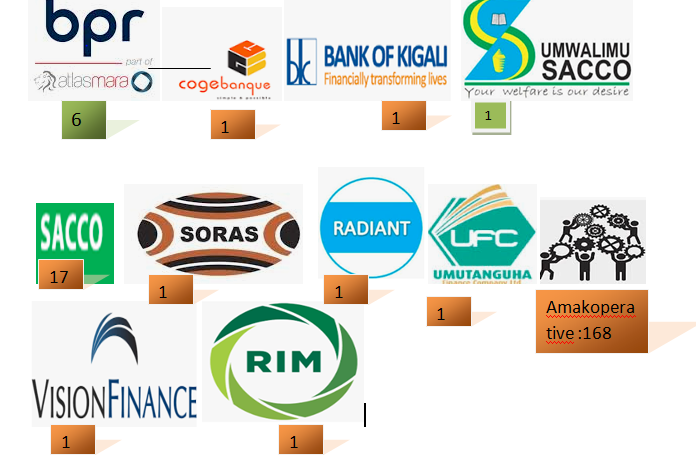 bpr
part of
atlasmara
cogebanque
simple & possible
BANK OF KIGALI
Financially transforming lives
UMWALIMU
SACCO
Your welfare is our desire
6
1
1
1
SACCO
SORAS
RADIANT
UFC
UMUTANGUHA
Finance Company Ltd
17
1
1
1
Amakopera
tive :168
VISIONFINANCE
RIM
1
1